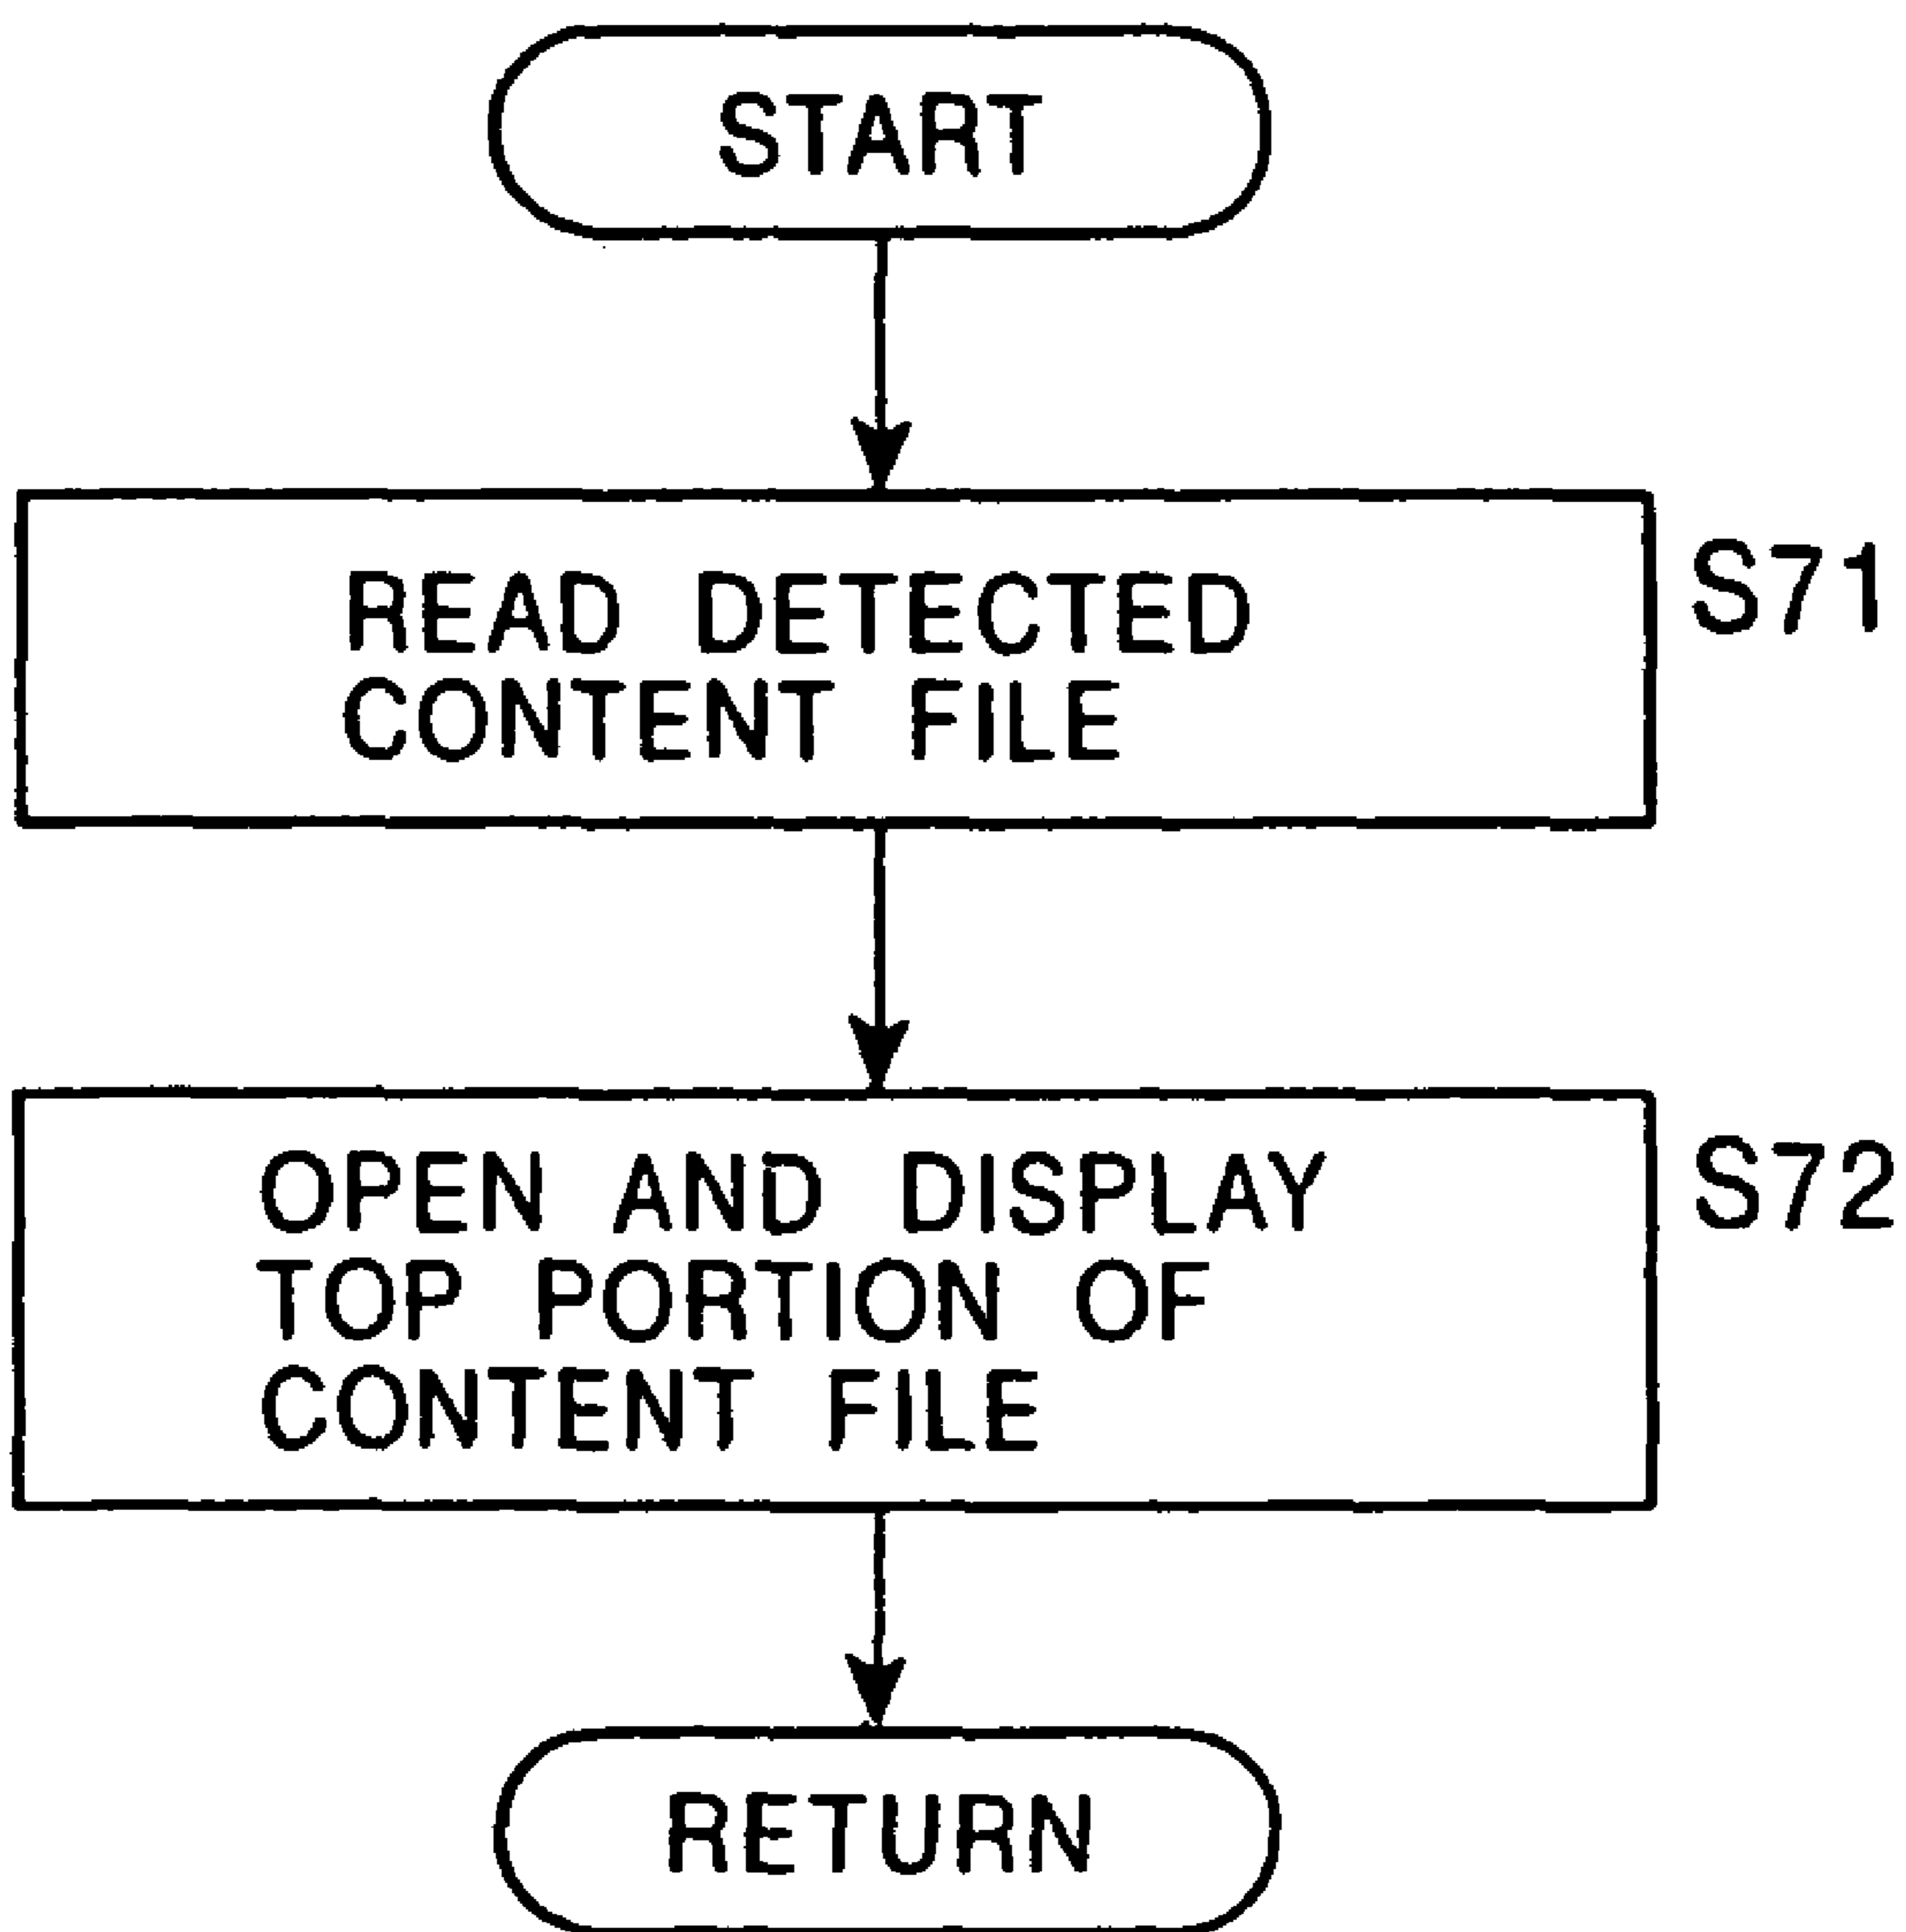 START
READ DETECTED
CONTENT FILE
S71
OPEN AND DISPLAY
TOP PORTION OF
CONTENT FILE
S72
RETURN